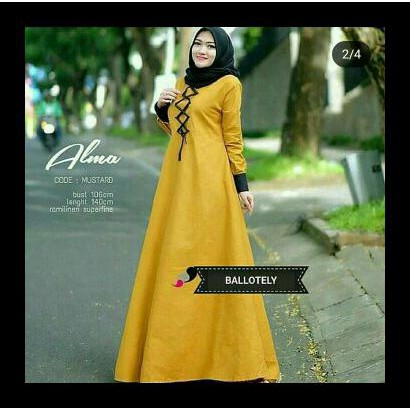 2/4
Alma
CODE : MUSTARD
bust 106cm
lenght 140cm
ramilinen superfine
BALLOTELY